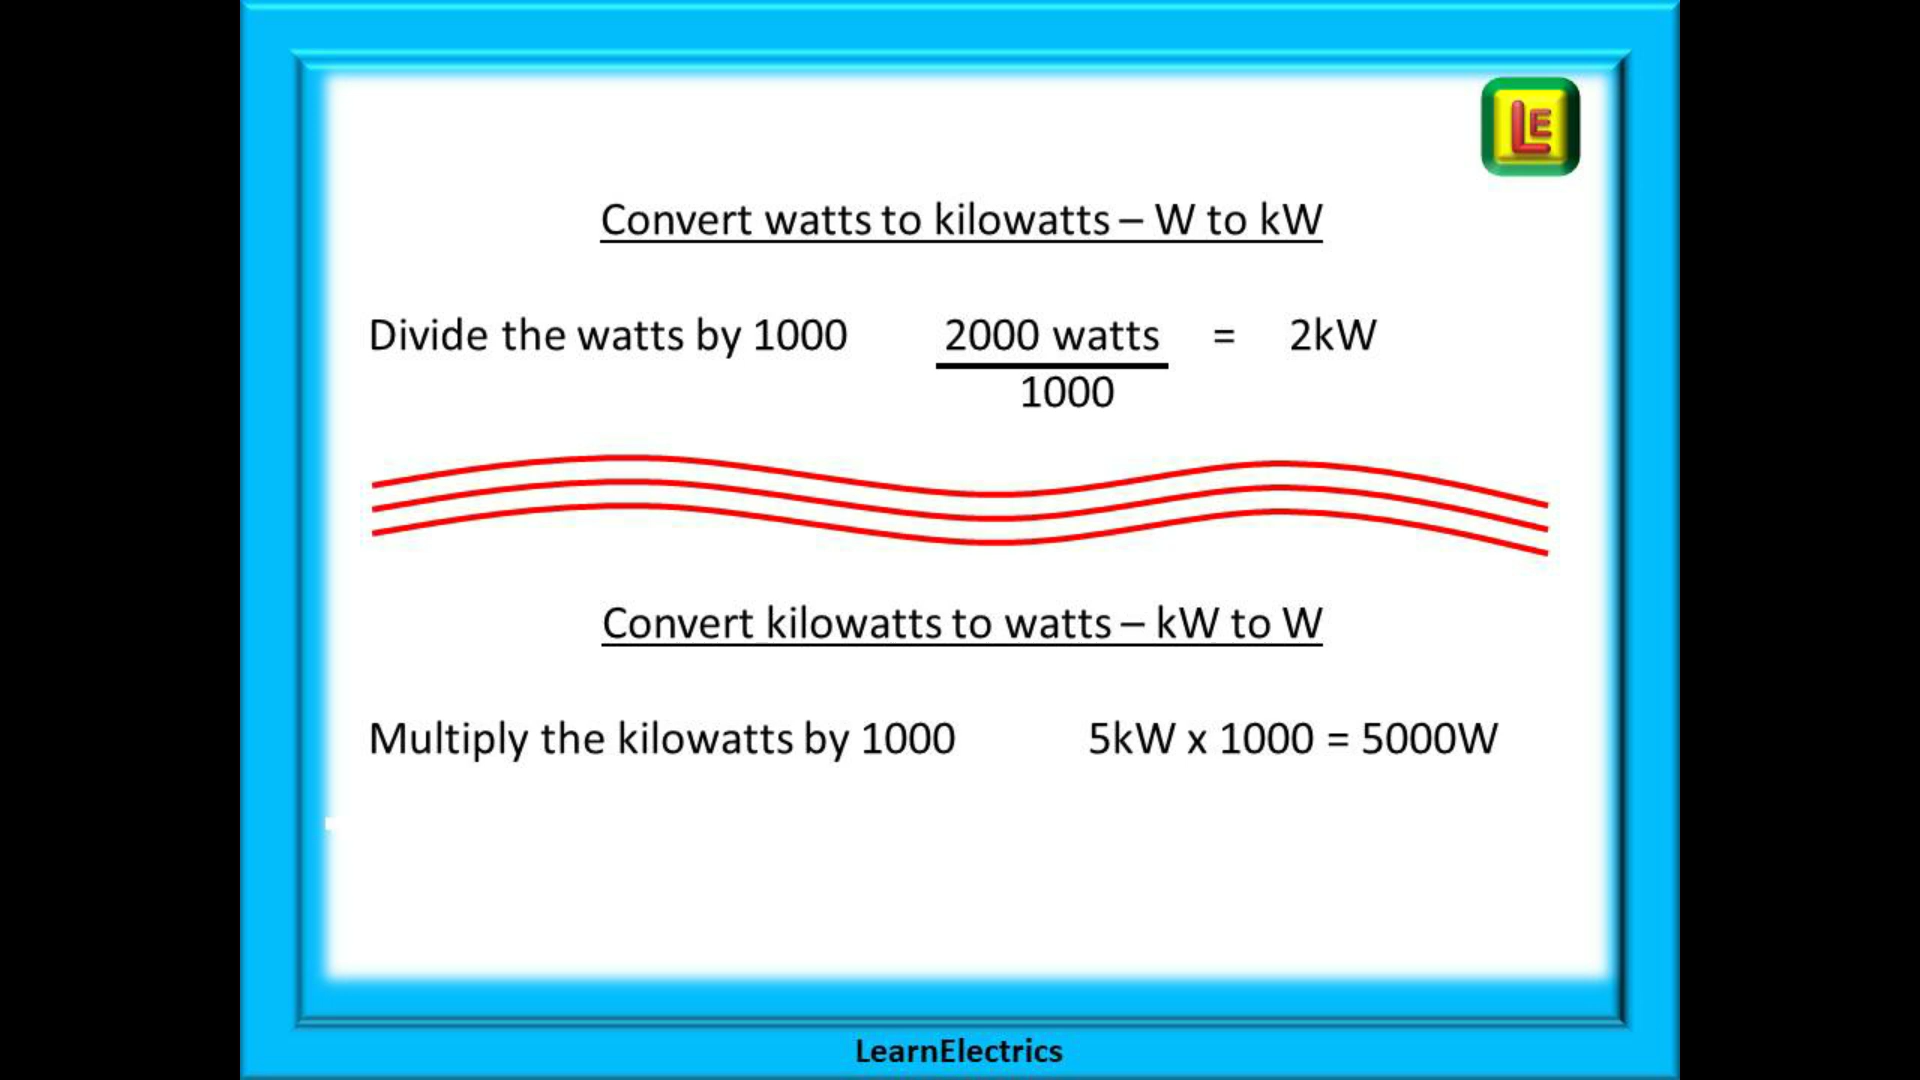 LE
Convert watts to kilowatts – W to kW
Divide the watts by 1000 2000 watts = 2kW
1000
Convert kilowatts to watts – kW to W
Multiply the kilowatts by 1000 5kW x 1000 = 5000W
LearnElectrics